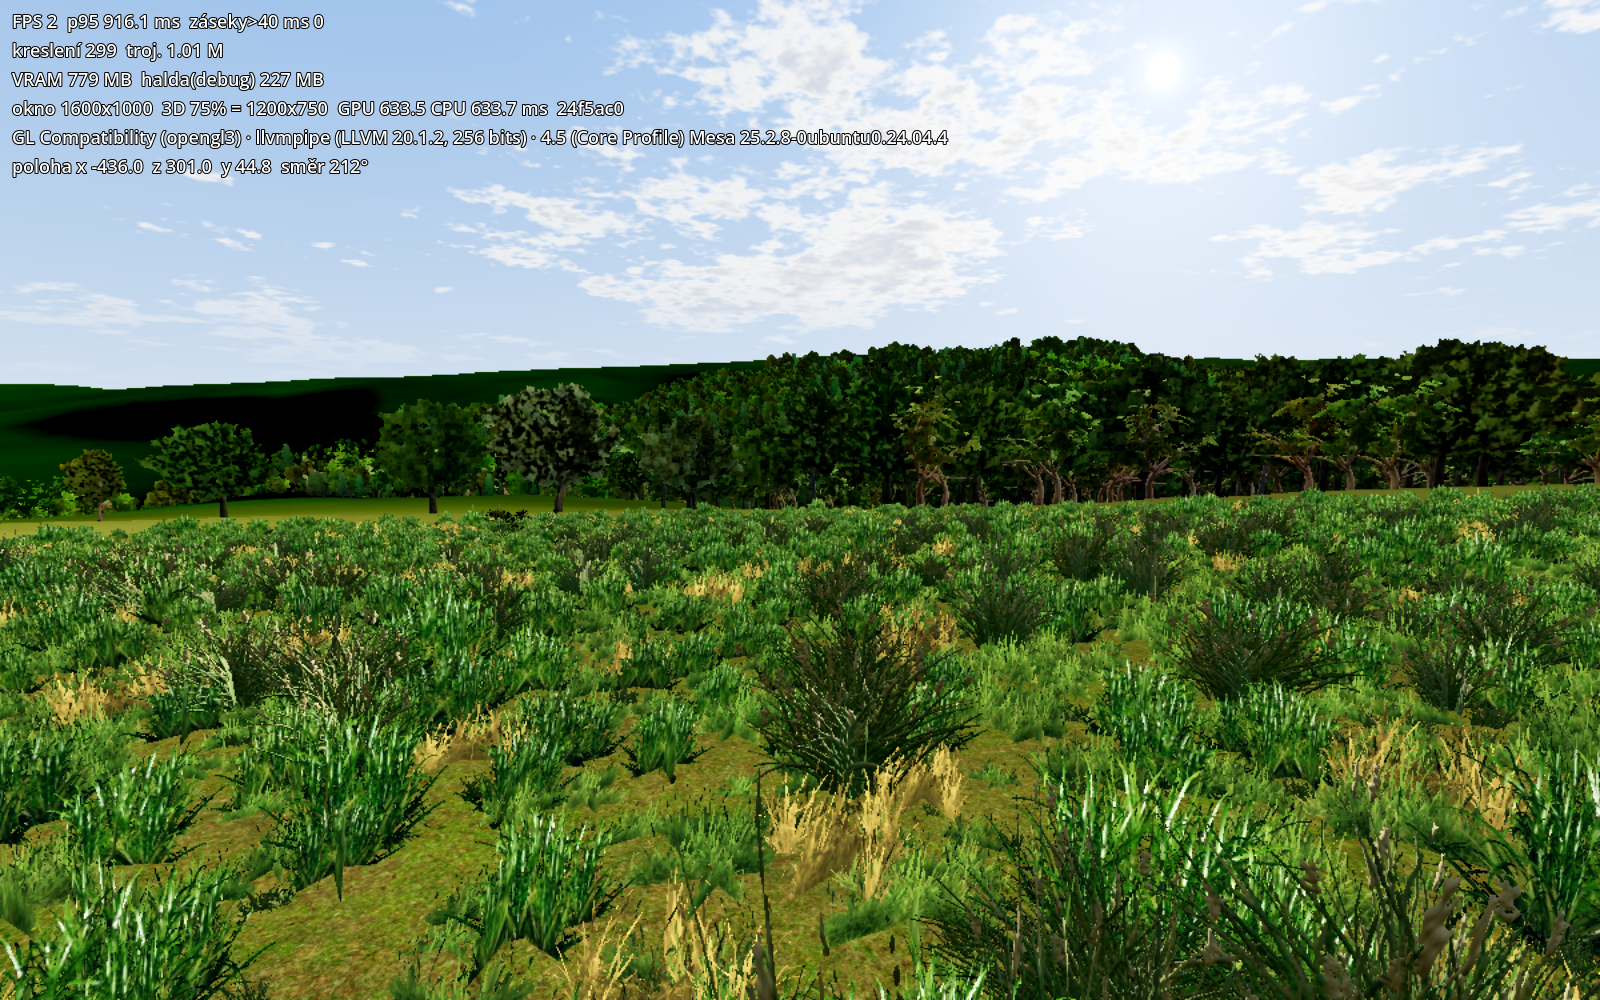 FPS 2 p95 916.1 ms záseky>40 ms 0
kreslení 299 troj. 1.01 M
VRAM 779 MB halda(debug) 227 MB
okno 1600x1000 3D 75% = 1200x750 GPU 633.5 CPU 633.7 ms 24f5ac0
GL Compatibility (opengl3) · llvmpipe (LLVM 20.1.2, 256 bits) · 4.5 (Core Profile) Mesa 25.2.8-0ubuntu0.24.04.4
poloha x -436.0 z 301.0 y 44.8 směr 212°